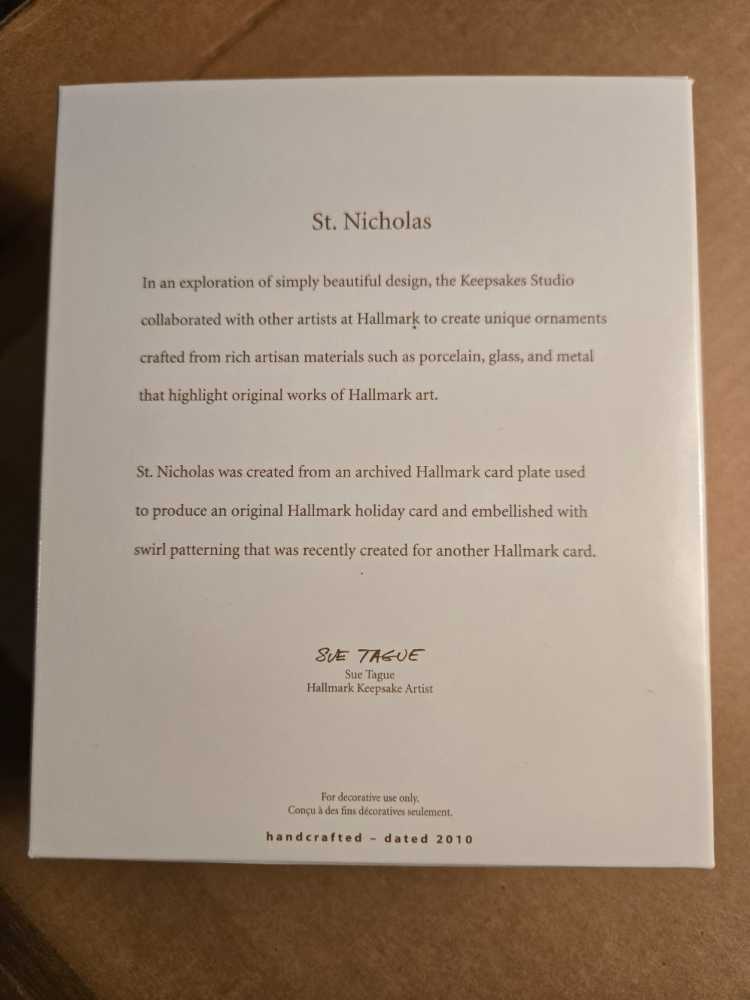 St. Nicholas
In an exploration of simply beautiful design, the Keepsakes Studio
collaborated with other artists at Hallmark to create unique ornaments
crafted from rich artisan materials such as porcelain, glass, and metal
that highlight original works of Hallmark art.
St. Nicholas was created from an archived Hallmark card plate used
to produce an original Hallmark holiday card and embellished with
swirl patterning that was recently created for another Hallmark card.
SUE TAGUE
Sue Tague
Hallmark Keepsake Artist
For decorative use only.
Conçu à des fins décoratives seulement.
handcrafted – dated 2010